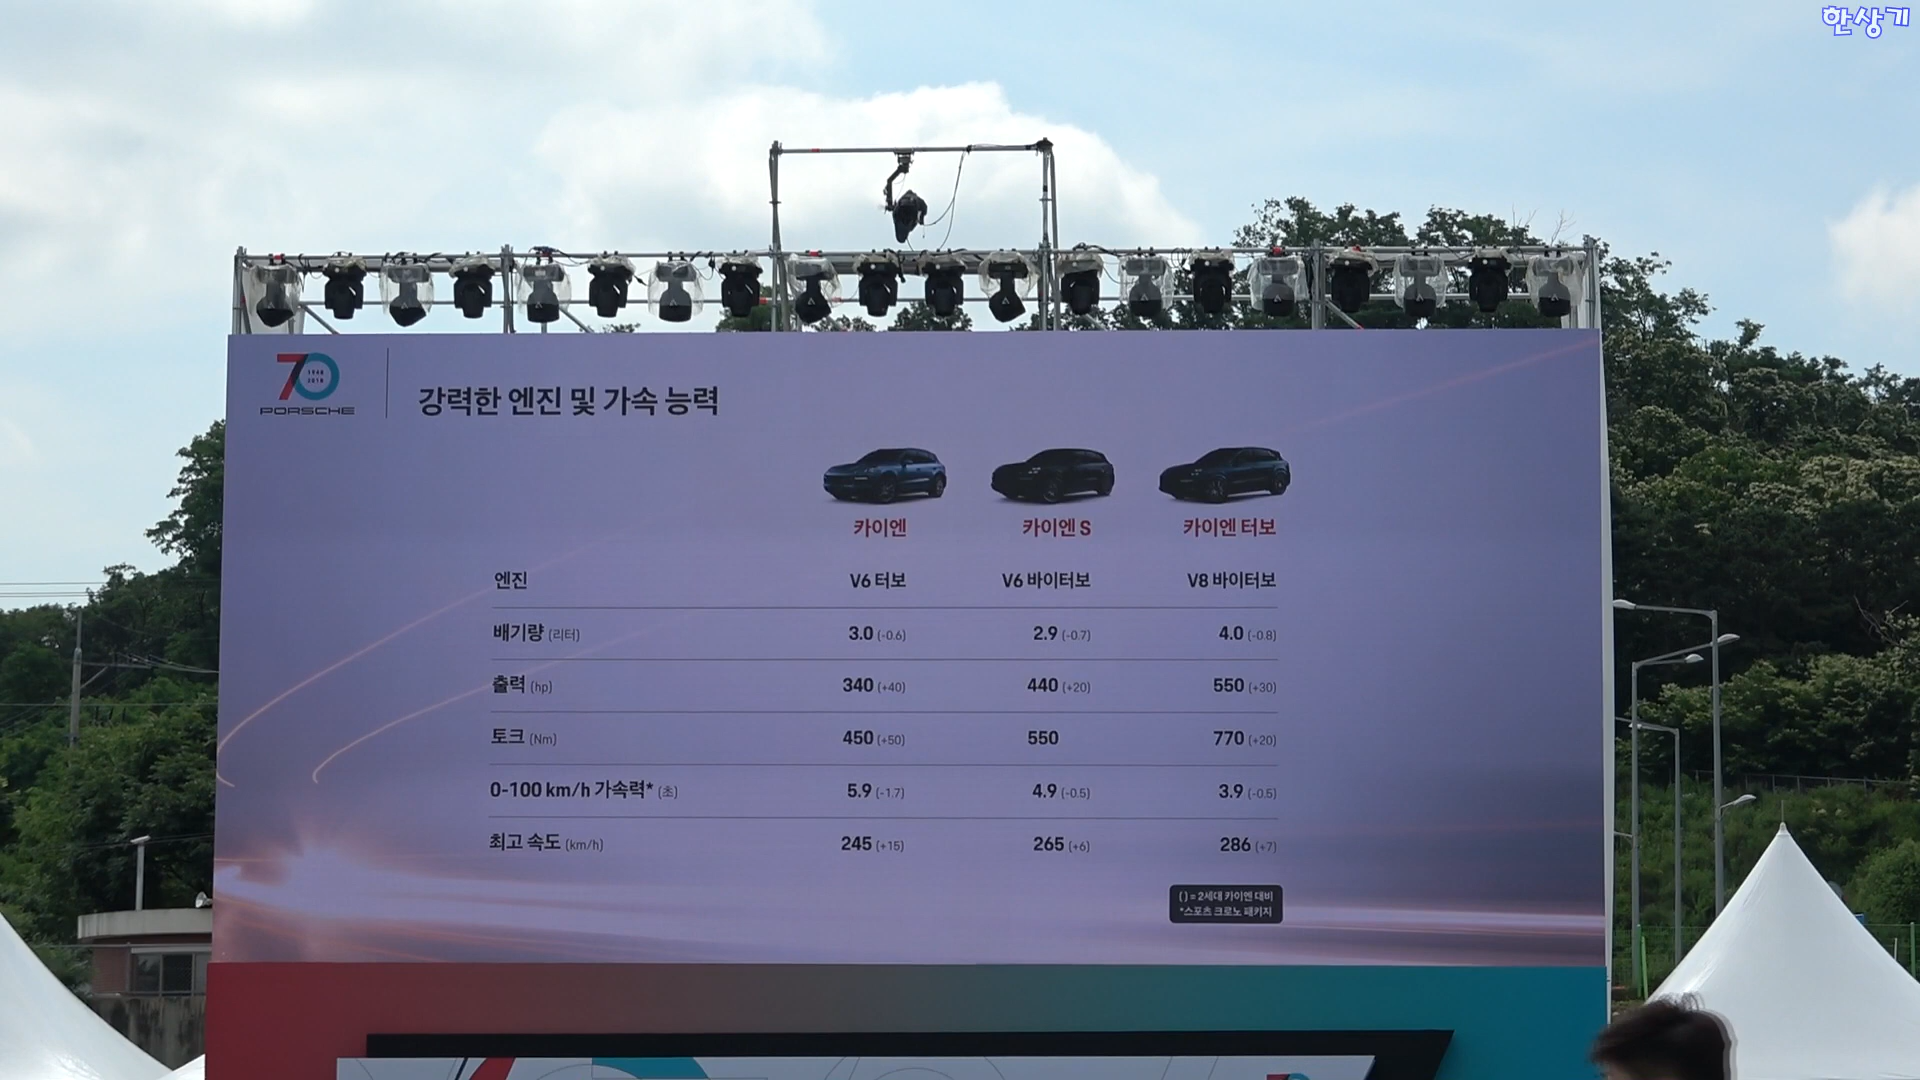 한상기
70
1948
2018
PORSCHE
강력한 엔진 및 가속 능력
카이엔 카이엔 S 카이엔 터보
엔진 V6 터보 V6 바이터보 V8 바이터보
배기량 (리터) 3.0 (-0.6) 2.9 (-0.7) 4.0 (-0.8)
출력 (hp) 340 (+40) 440 (+20) 550 (+30)
토크 (Nm) 450 (+50) 550 770 (+20)
0-100 km/h 가속력* (초) 5.9 (-1.7) 4.9 (-0.5) 3.9 (-0.5)
최고 속도 (km/h) 245 (+15) 265 (+6) 286 (+7)
( ) = 2세대 카이엔 대비
*스포츠 크로노 패키지